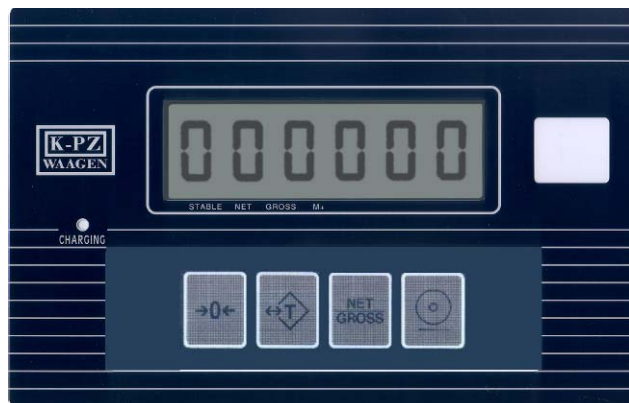 000000
K-PZ
WAAGEN
STABLE NET GROSS M+
CHARGING
→0← ↔T NET
GROSS